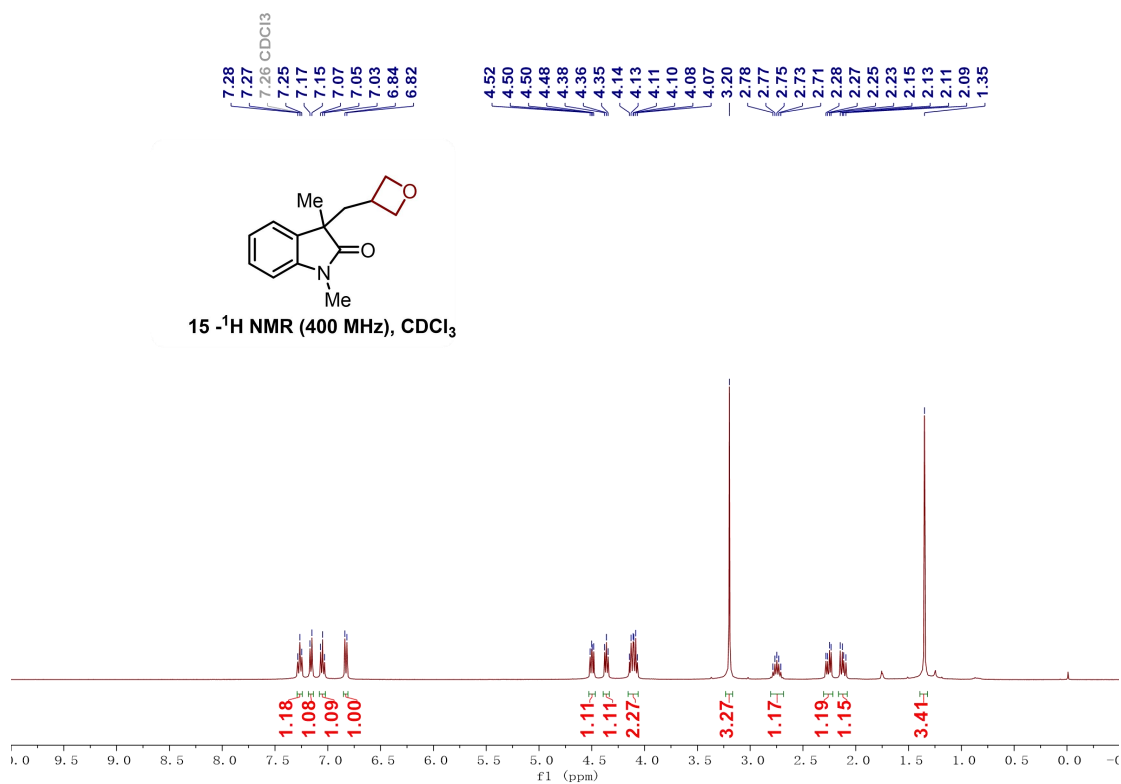 7.28 7.27 7.26 CDCl3 7.25 7.17 7.15 7.07 7.05 7.03 6.84 6.82 4.52 4.50 4.50 4.48 4.38 4.36 4.35 4.14 4.13 4.11 4.10 4.08 4.07 3.20 2.78 2.77 2.75 2.73 2.71 2.28 2.27 2.25 2.23 2.15 2.13 2.11 2.09 1.35
Me
O
O
N
Me
15 -¹H NMR (400 MHz), CDCl₃
1.18 1.08 1.09 1.00 1.11 1.11 2.27 3.27 1.17 1.19 1.15 3.41
0.0 9.5 9.0 8.5 8.0 7.5 7.0 6.5 6.0 5.5 5.0 4.5 4.0 3.5 3.0 2.5 2.0 1.5 1.0 0.5 0.0 -0
f1 (ppm)